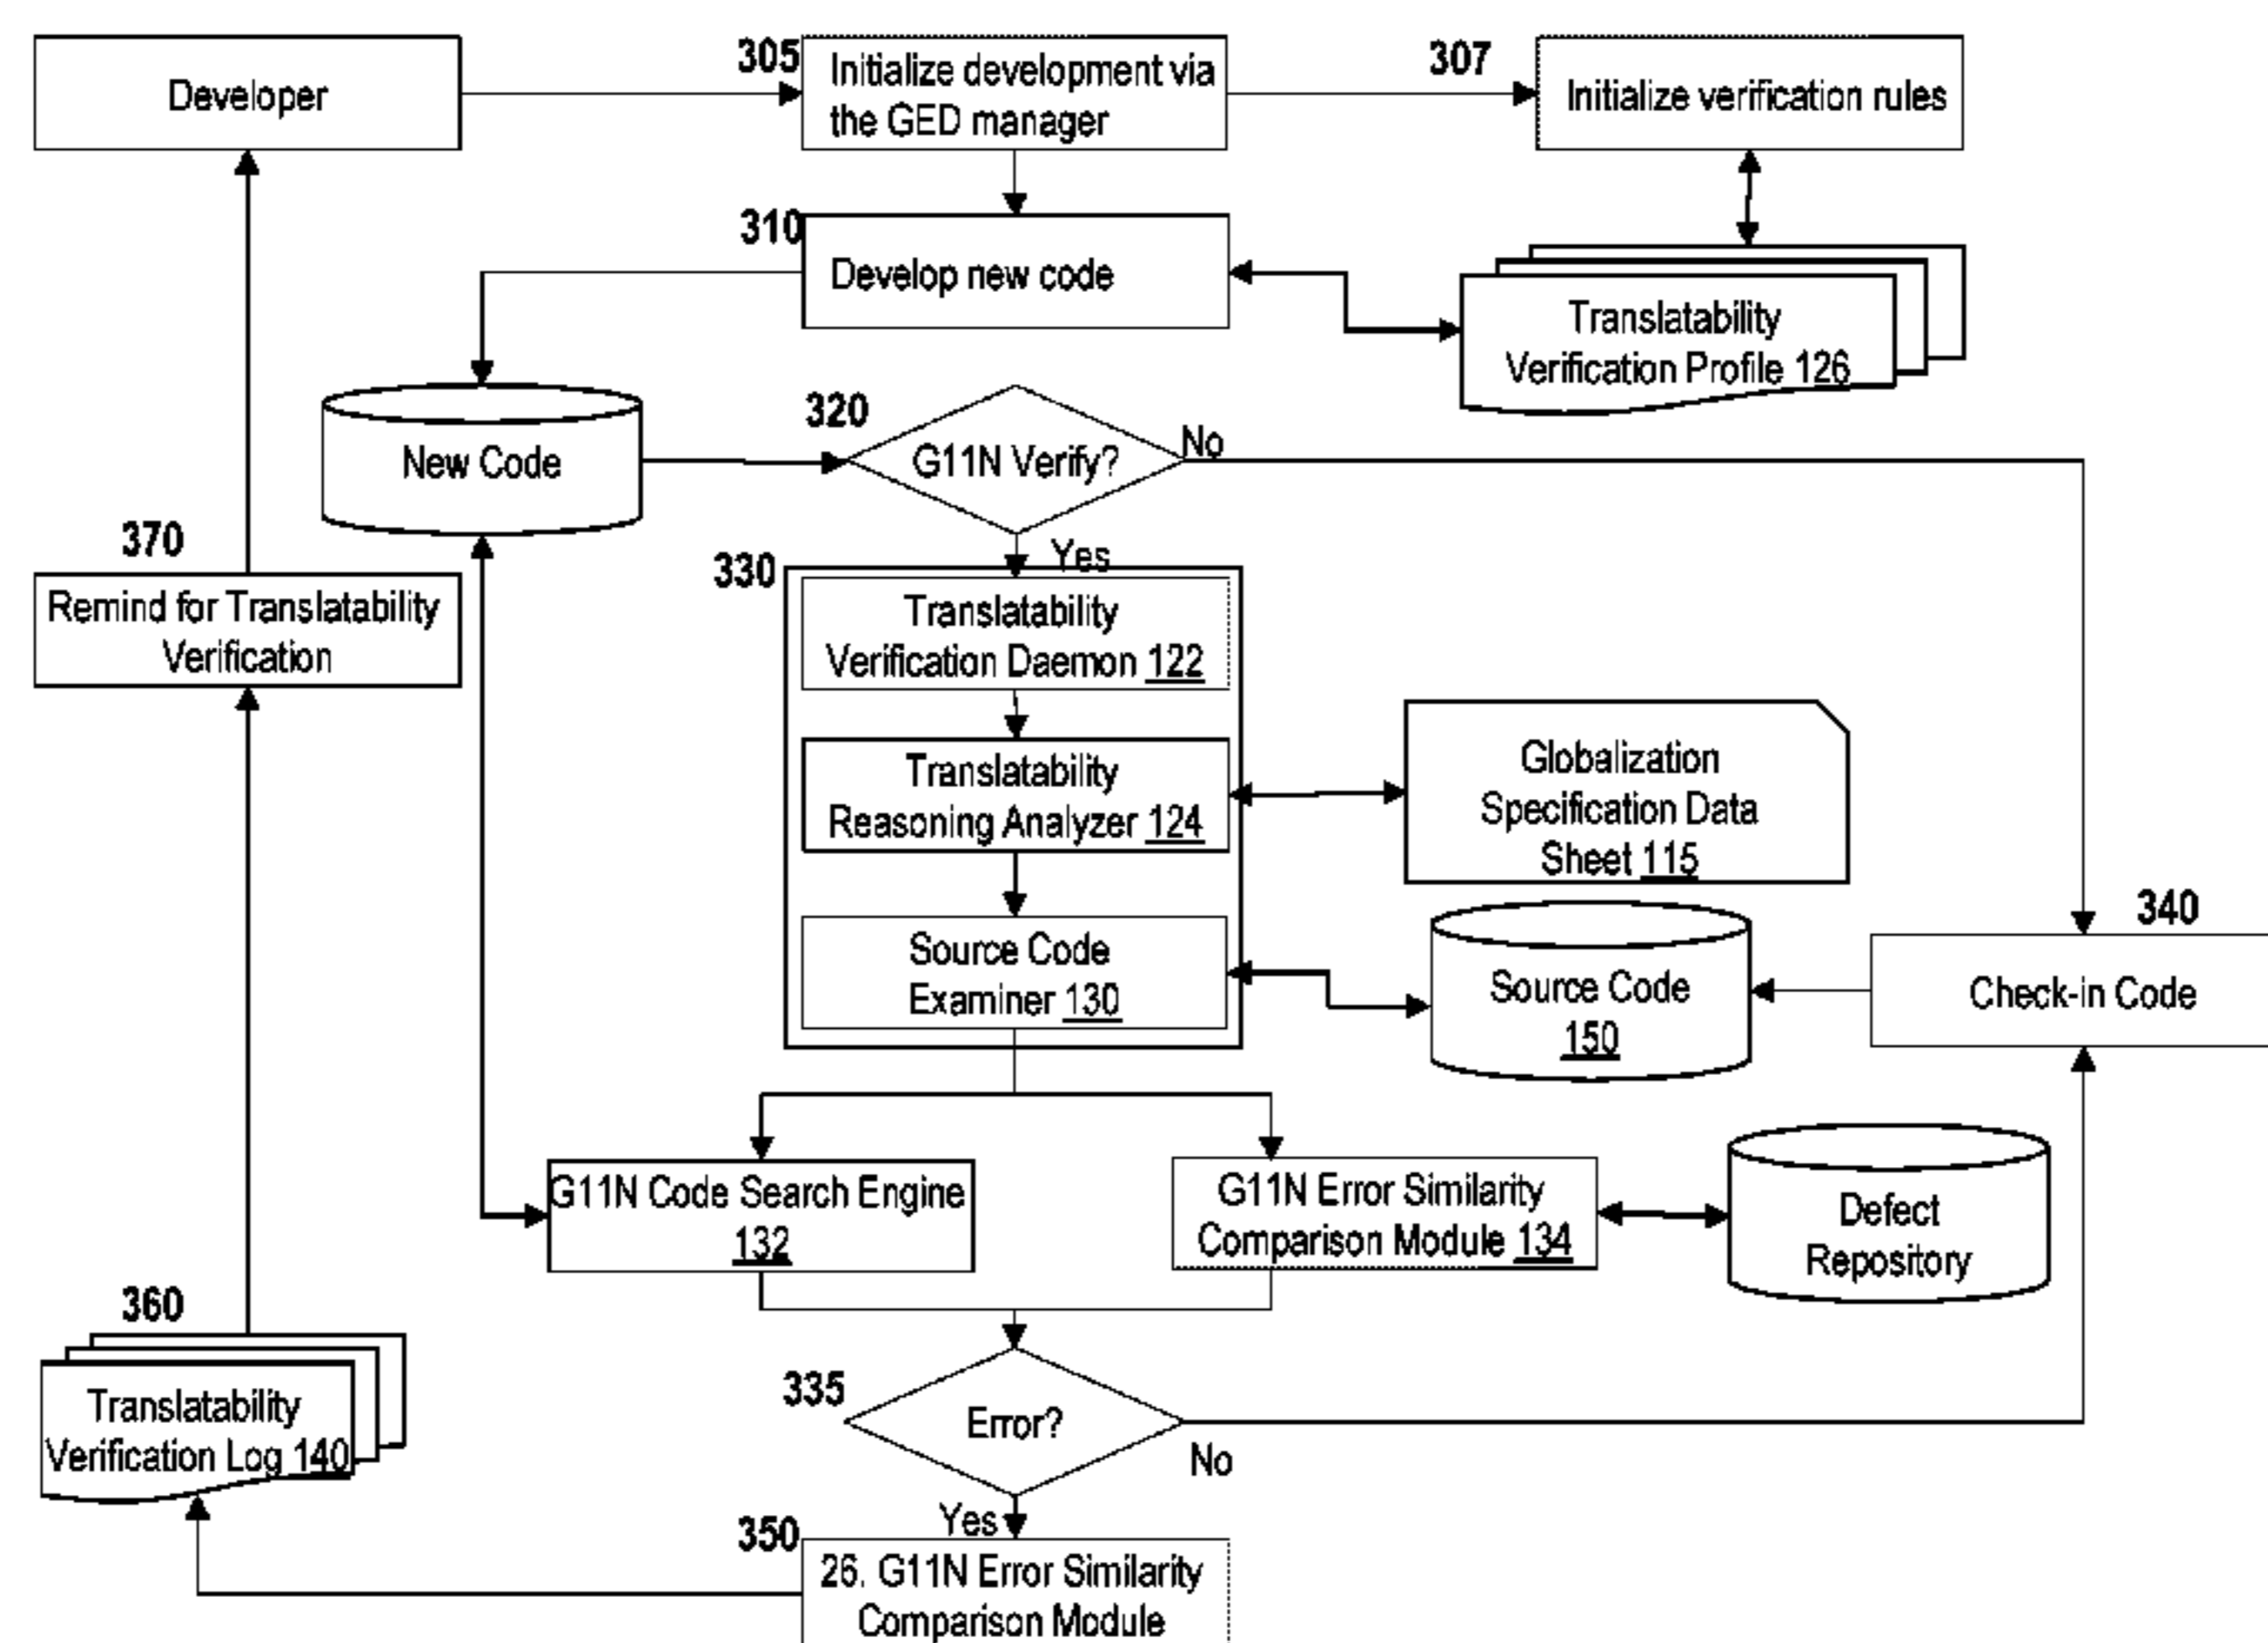 Developer
305
Initialize development via
the GED manager
307
Initialize verification rules
310
Develop new code
Translatability
Verification Profile 126
New Code
320
G11N Verify?
No
Yes
370
Remind for Translatability
Verification
330
Translatability
Verification Daemon 122
Translatability
Reasoning Analyzer 124
Globalization
Specification Data
Sheet 115
Source Code
Examiner 130
Source Code
150
340
Check-in Code
G11N Code Search Engine
132
G11N Error Similarity
Comparison Module 134
Defect
Repository
360
Translatability
Verification Log 140
335
Error?
No
Yes
350
26. G11N Error Similarity
Comparison Module